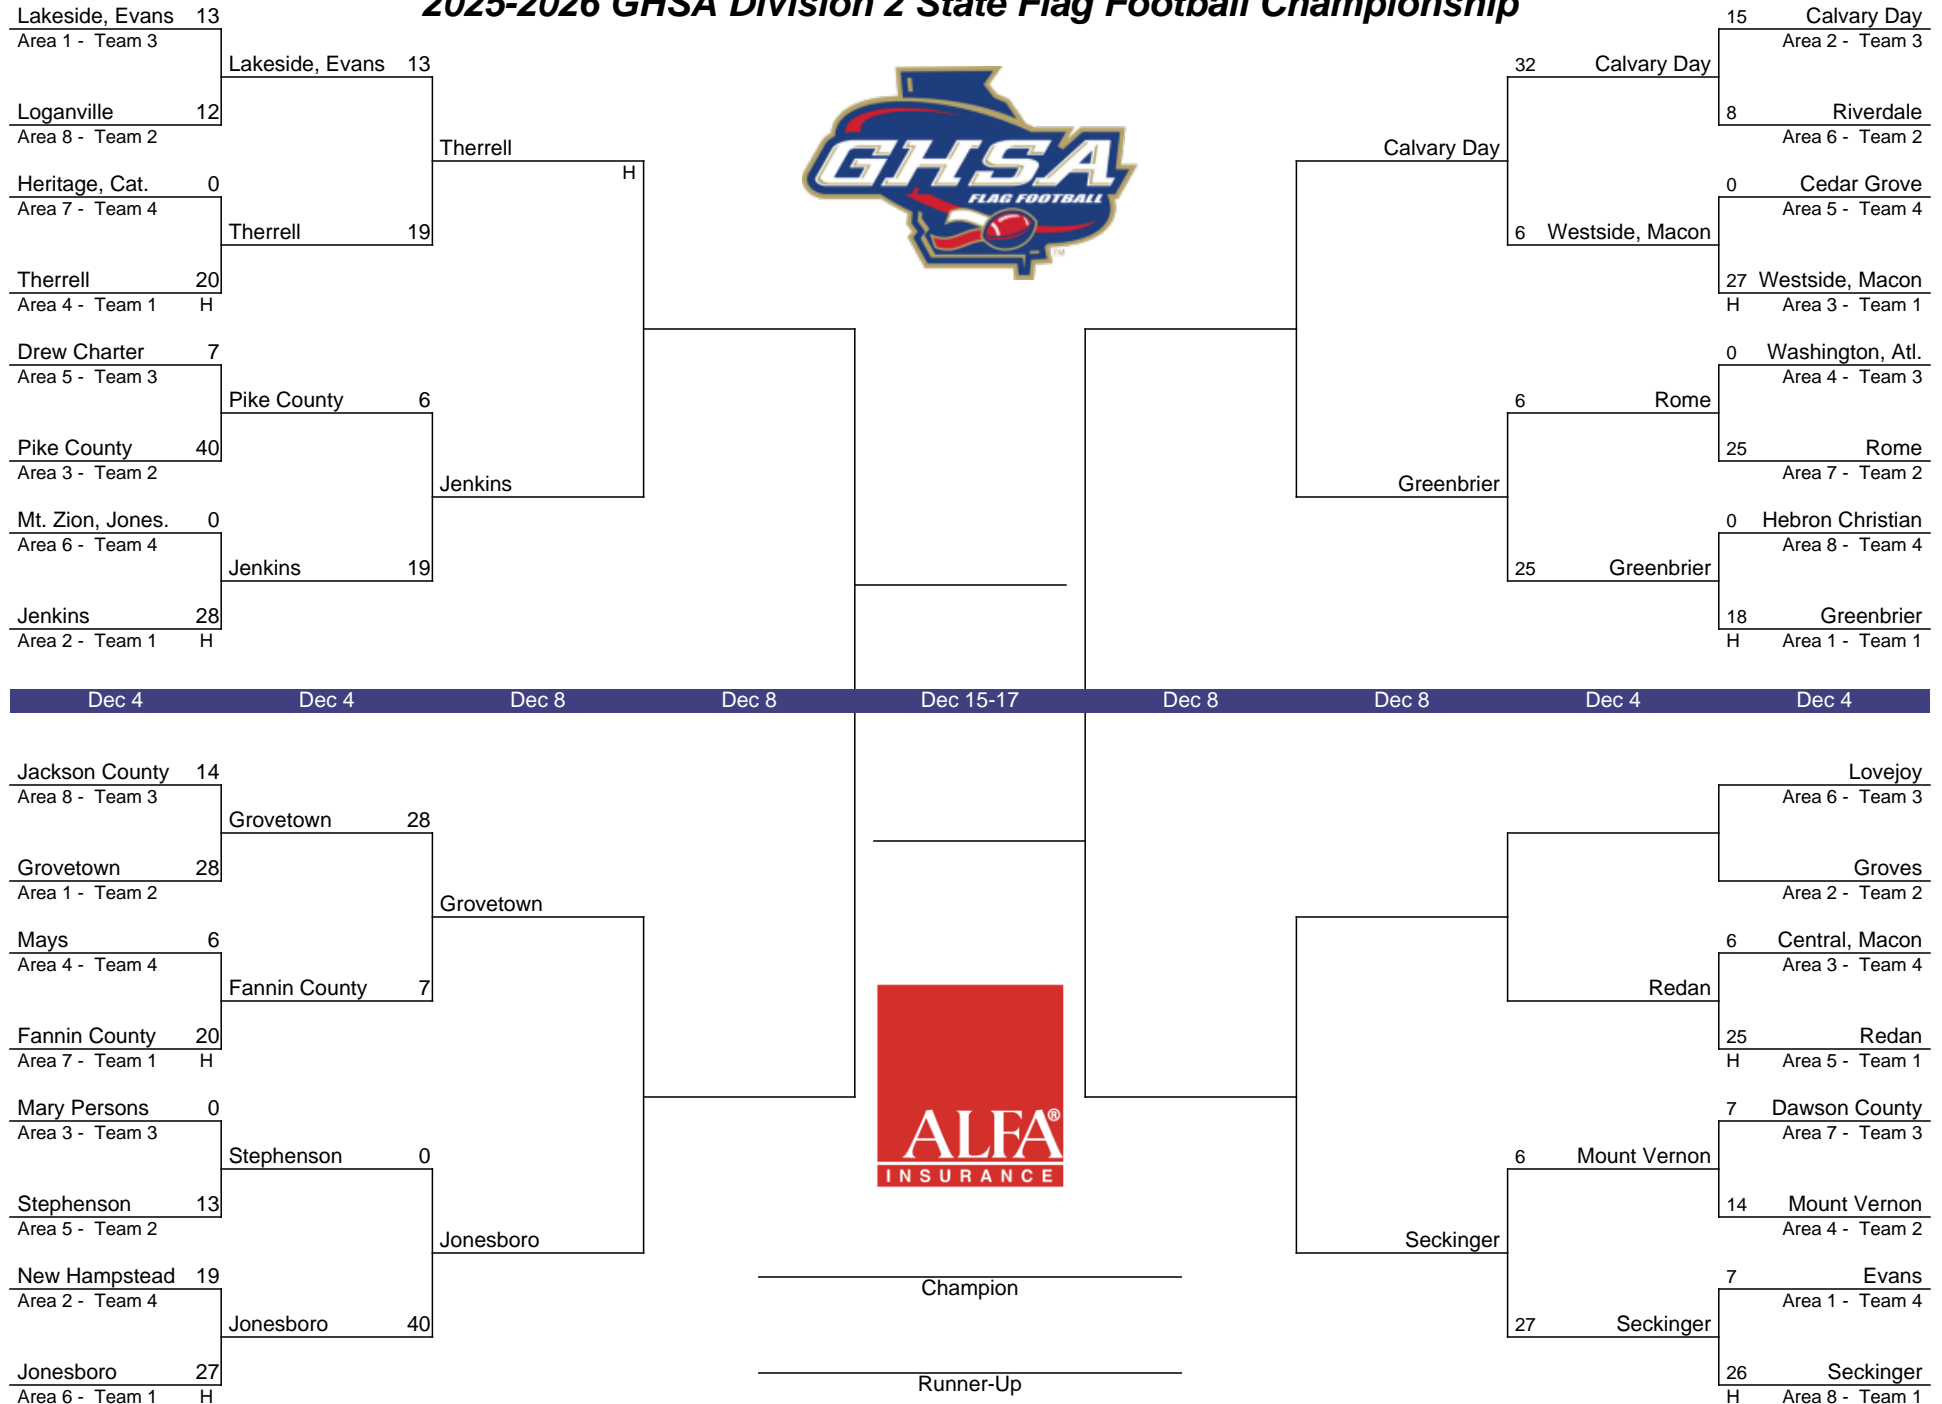 2025-2026 GHSA Division 2 State Flag Football Championship
Lakeside, Evans 13
Area 1 - Team 3
Lakeside, Evans 13
Loganville 12
Area 8 - Team 2
Therrell
H
Heritage, Cat. 0
Area 7 - Team 4
Therrell 19
Therrell 20
Area 4 - Team 1 H
Drew Charter 7
Area 5 - Team 3
Pike County 6
Pike County 40
Area 3 - Team 2
Jenkins
Mt. Zion, Jones. 0
Area 6 - Team 4
Jenkins 19
Jenkins 28
Area 2 - Team 1 H
GHSA
FLAG FOOTBALL
TM
15 Calvary Day
Area 2 - Team 3
32 Calvary Day
8 Riverdale
Area 6 - Team 2
Calvary Day
0 Cedar Grove
Area 5 - Team 4
6 Westside, Macon
27 Westside, Macon
H Area 3 - Team 1
0 Washington, Atl.
Area 4 - Team 3
6 Rome
25 Rome
Area 7 - Team 2
Greenbrier
0 Hebron Christian
Area 8 - Team 4
25 Greenbrier
18 Greenbrier
H Area 1 - Team 1
Dec 4 Dec 4 Dec 8 Dec 8 Dec 15-17 Dec 8 Dec 8 Dec 4 Dec 4
Jackson County 14
Area 8 - Team 3
Grovetown 28
Grovetown 28
Area 1 - Team 2
Grovetown
Mays 6
Area 4 - Team 4
Fannin County 7
Fannin County 20
Area 7 - Team 1 H
Mary Persons 0
Area 3 - Team 3
Stephenson 0
Stephenson 13
Area 5 - Team 2
Jonesboro
New Hampstead 19
Area 2 - Team 4
Jonesboro 40
Jonesboro 27
Area 6 - Team 1 H
ALFA®
INSURANCE
Champion
Runner-Up
Lovejoy
Area 6 - Team 3
Groves
Area 2 - Team 2
6 Central, Macon
Area 3 - Team 4
Redan
25 Redan
H Area 5 - Team 1
7 Dawson County
Area 7 - Team 3
6 Mount Vernon
14 Mount Vernon
Area 4 - Team 2
Seckinger
7 Evans
Area 1 - Team 4
27 Seckinger
26 Seckinger
H Area 8 - Team 1